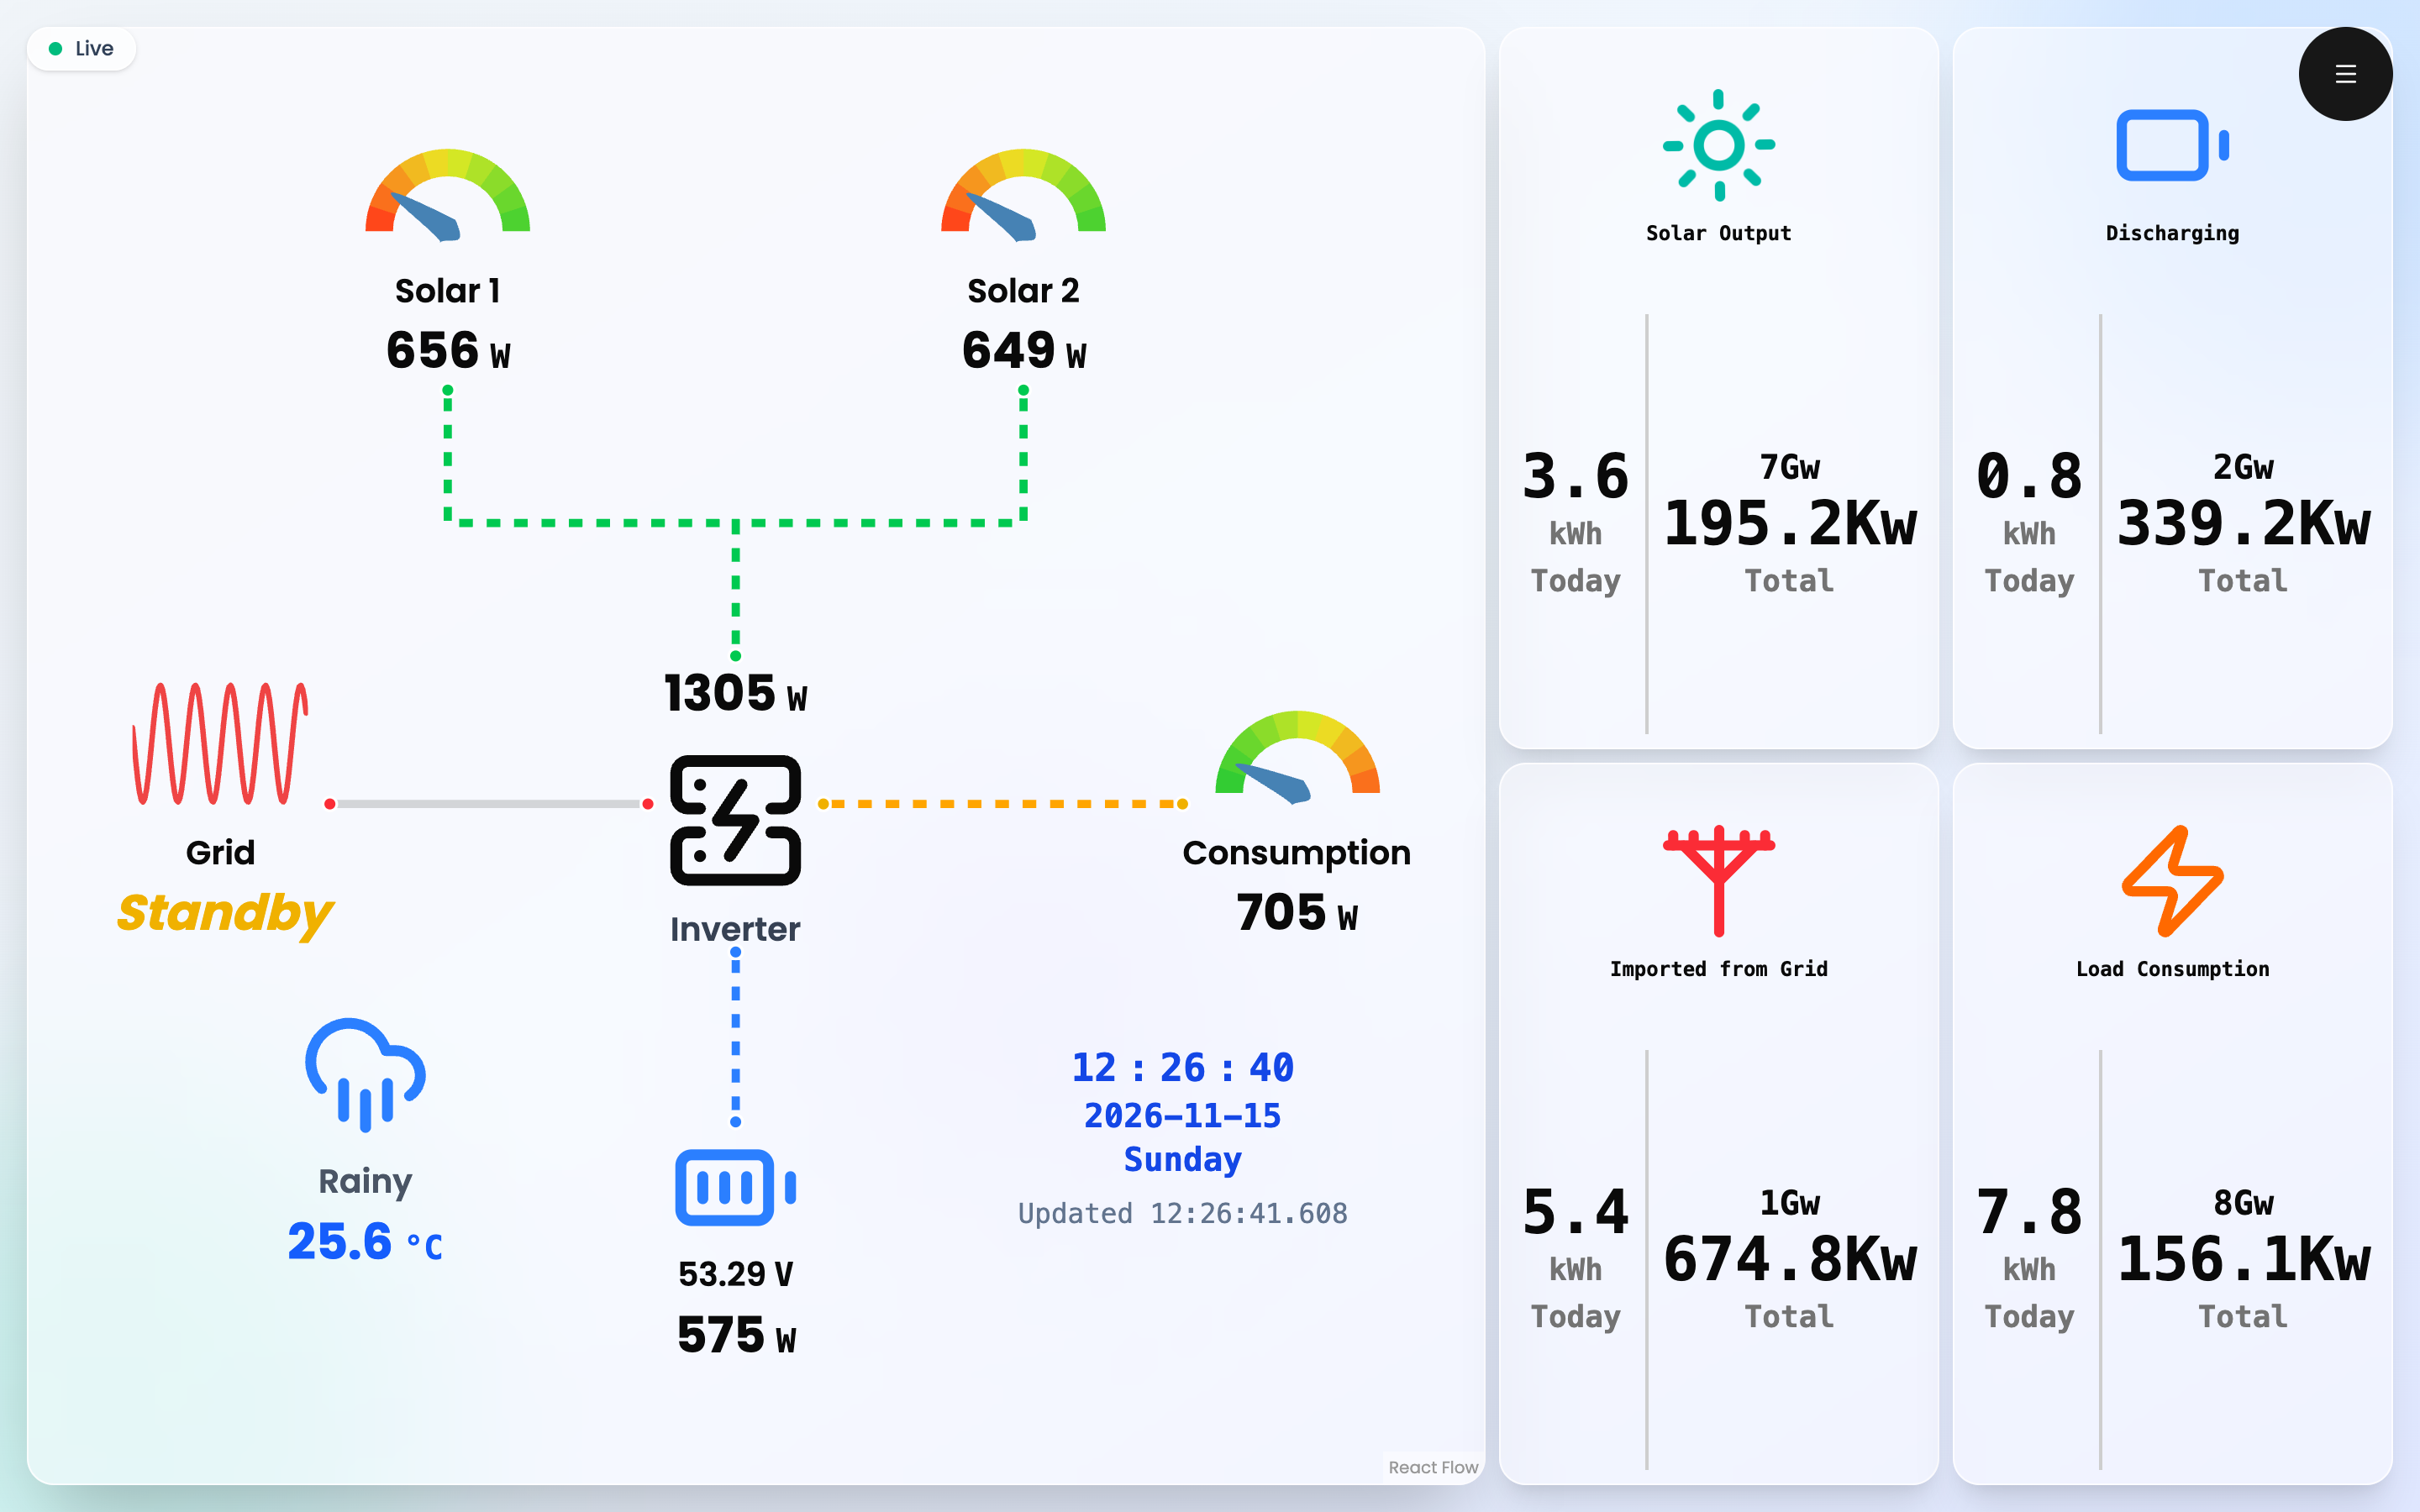 Live
Solar 1
656 W
Solar 2
649 W
1305 W
Grid
Standby
Inverter
Consumption
705 W
Rainy
25.6 °C
53.29 V
575 W
12 : 26 : 40
2026-11-15
Sunday
Updated 12:26:41.608
React Flow
Solar Output
3.6
kWh
Today
7Gw
195.2Kw
Total
Discharging
0.8
kWh
Today
2Gw
339.2Kw
Total
Imported from Grid
5.4
kWh
Today
1Gw
674.8Kw
Total
Load Consumption
7.8
kWh
Today
8Gw
156.1Kw
Total